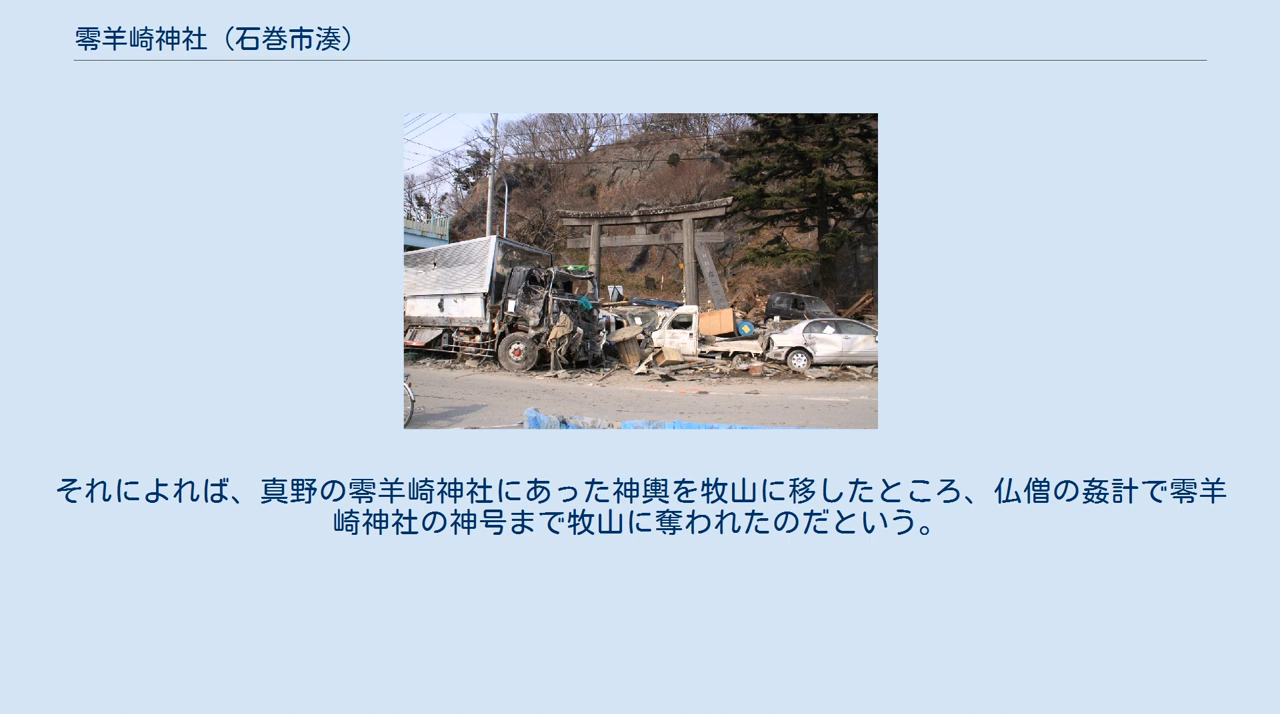 零羊崎神社（石巻市湊）
それによれば、真野の零羊崎神社にあった神輿を牧山に移したところ、仏僧の姦計で零羊
崎神社の神号まで牧山に奪われたのだという。